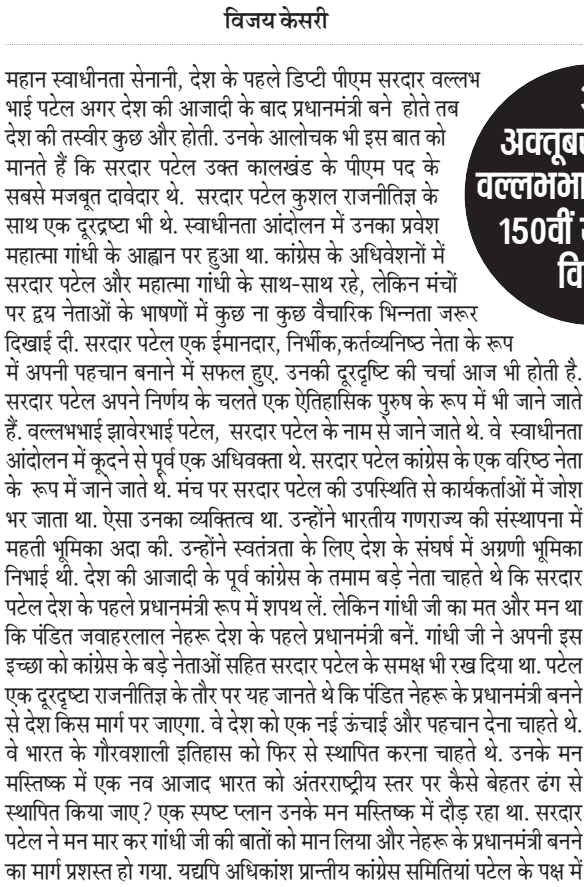 विजय केसरी
महान स्वाधीनता सेनानी, देश के पहले डिप्टी पीएम सरदार वल्लभ
भाई पटेल अगर देश की आजादी के बाद प्रधानमंत्री बने होते तब
देश की तस्वीर कुछ और होती. उनके आलोचक भी इस बात को
मानते हैं कि सरदार पटेल उक्त कालखंड के पीएम पद के
सबसे मजबूत दावेदार थे. सरदार पटेल कुशल राजनीतिज्ञ के
साथ एक दूरद्रष्टा भी थे. स्वाधीनता आंदोलन में उनका प्रवेश
महात्मा गांधी के आह्वान पर हुआ था. कांग्रेस के अधिवेशनों में
सरदार पटेल और महात्मा गांधी के साथ-साथ रहे, लेकिन मंचों
पर द्वय नेताओं के भाषणों में कुछ ना कुछ वैचारिक भिन्नता जरूर
दिखाई दी. सरदार पटेल एक ईमानदार, निर्भीक,कर्तव्यनिष्ठ नेता के रूप
में अपनी पहचान बनाने में सफल हुए. उनकी दूरदृष्टि की चर्चा आज भी होती है.
सरदार पटेल अपने निर्णय के चलते एक ऐतिहासिक पुरुष के रूप में भी जाने जाते
हैं. वल्लभभाई झावेरभाई पटेल, सरदार पटेल के नाम से जाने जाते थे. वे स्वाधीनता
आंदोलन में कूदने से पूर्व एक अधिवक्ता थे. सरदार पटेल कांग्रेस के एक वरिष्ठ नेता
के रूप में जाने जाते थे. मंच पर सरदार पटेल की उपस्थिति से कार्यकर्ताओं में जोश
भर जाता था. ऐसा उनका व्यक्तित्व था. उन्होंने भारतीय गणराज्य की संस्थापना में
महती भूमिका अदा की. उन्होंने स्वतंत्रता के लिए देश के संघर्ष में अग्रणी भूमिका
निभाई थी. देश की आजादी के पूर्व कांग्रेस के तमाम बड़े नेता चाहते थे कि सरदार
पटेल देश के पहले प्रधानमंत्री रूप में शपथ लें. लेकिन गांधी जी का मत और मन था
कि पंडित जवाहरलाल नेहरू देश के पहले प्रधानमंत्री बनें. गांधी जी ने अपनी इस
इच्छा को कांग्रेस के बड़े नेताओं सहित सरदार पटेल के समक्ष भी रख दिया था. पटेल
एक दूरदृष्टा राजनीतिज्ञ के तौर पर यह जानते थे कि पंडित नेहरू के प्रधानमंत्री बनने
से देश किस मार्ग पर जाएगा. वे देश को एक नई ऊंचाई और पहचान देना चाहते थे.
वे भारत के गौरवशाली इतिहास को फिर से स्थापित करना चाहते थे. उनके मन
मस्तिष्क में एक नव आजाद भारत को अंतरराष्ट्रीय स्तर पर कैसे बेहतर ढंग से
स्थापित किया जाए? एक स्पष्ट प्लान उनके मन मस्तिष्क में दौड़ रहा था. सरदार
पटेल ने मन मार कर गांधी जी की बातों को मान लिया और नेहरू के प्रधानमंत्री बनने
का मार्ग प्रशस्त हो गया. यद्यपि अधिकांश प्रान्तीय कांग्रेस समितियां पटेल के पक्ष में
150वीं